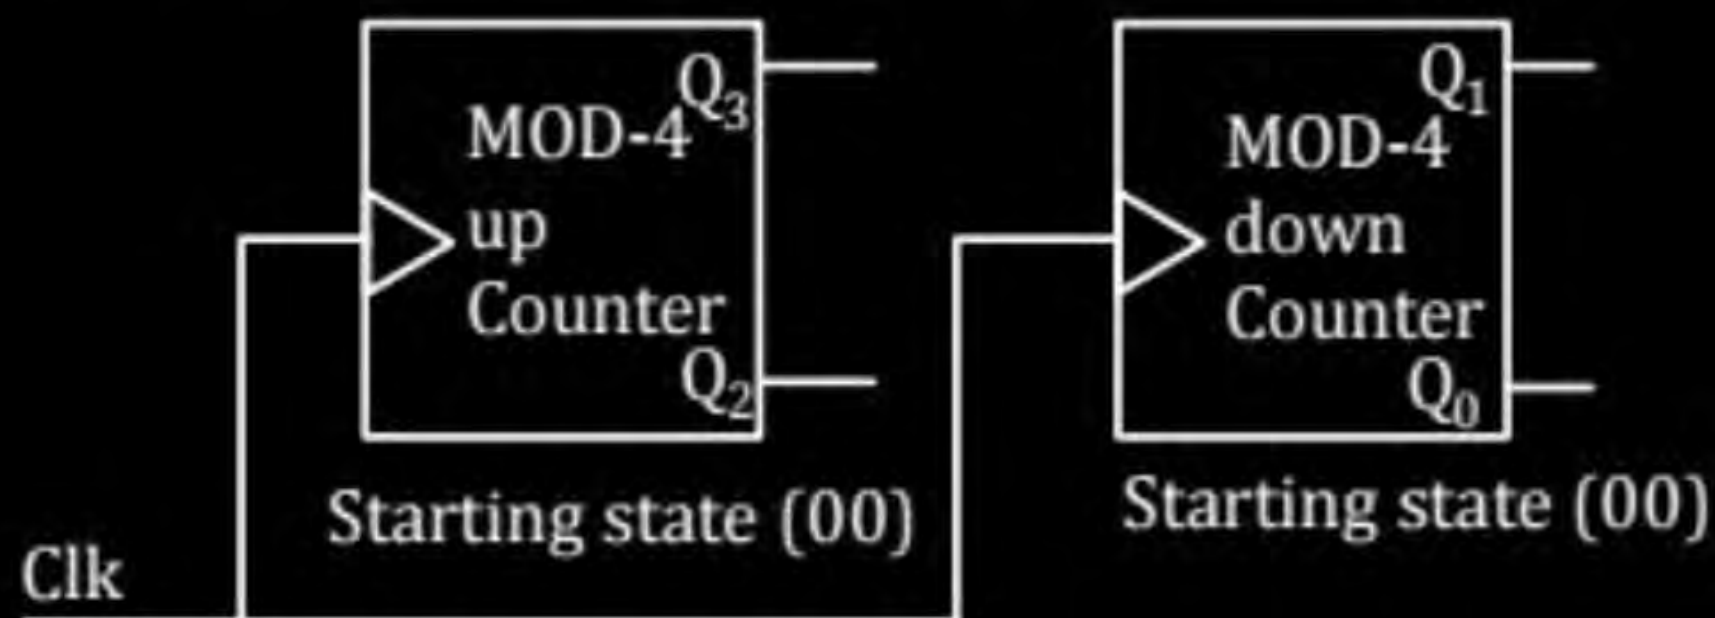 Q3
MOD-4
up
Counter
Q2
Starting state (00)
Q1
MOD-4
down
Counter
Q0
Starting state (00)
Clk